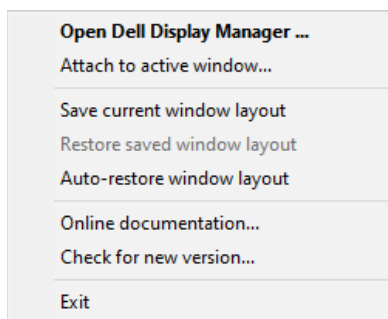 Open Dell Display Manager ...
Attach to active window...
Save current window layout
Restore saved window layout
Auto-restore window layout
Online documentation...
Check for new version...
Exit